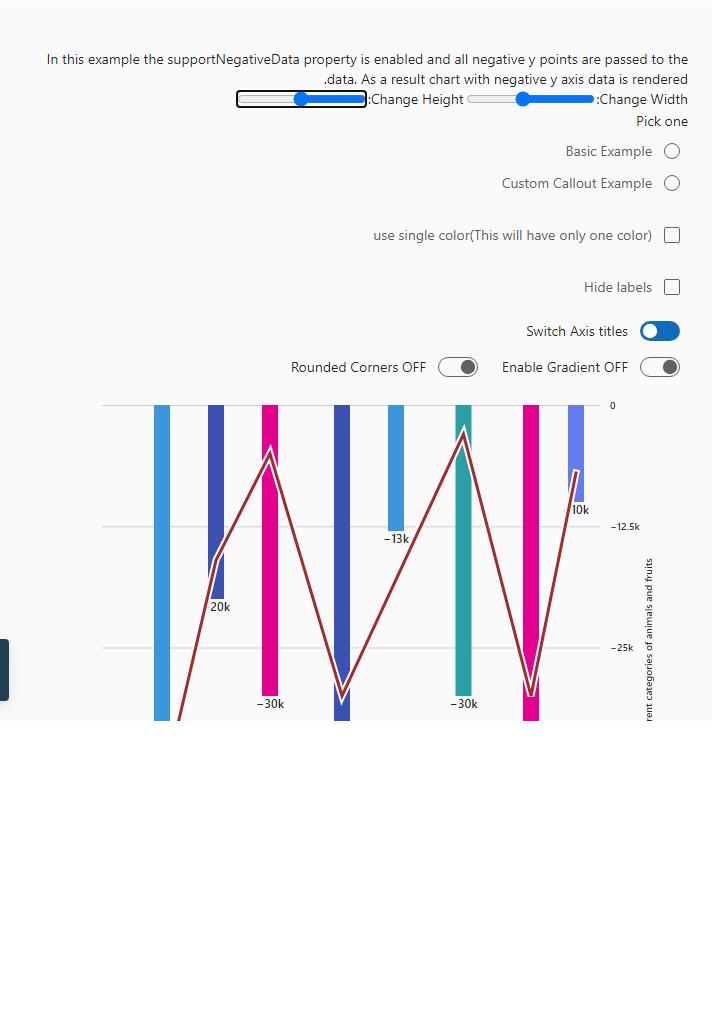 In this example the supportNegativeData property is enabled and all negative y points are passed to the
.data. As a result chart with negative y axis data is rendered
:Change Height :Change Width
Pick one
Basic Example
Custom Callout Example
use single color(This will have only one color)
Hide labels
Switch Axis titles
Rounded Corners OFF Enable Gradient OFF
0
10k
−12.5k
−13k
20k
−25k
−30k −30k
categories of animals and fruits